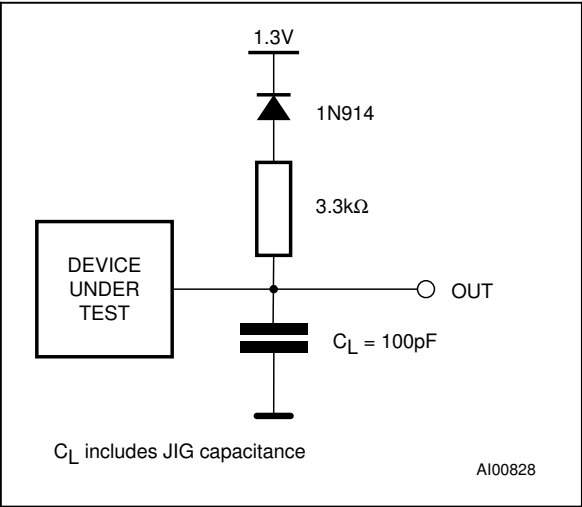 1.3V
1N914
3.3kΩ
DEVICE
UNDER
TEST
OUT
CL = 100pF
CL includes JIG capacitance
AI00828